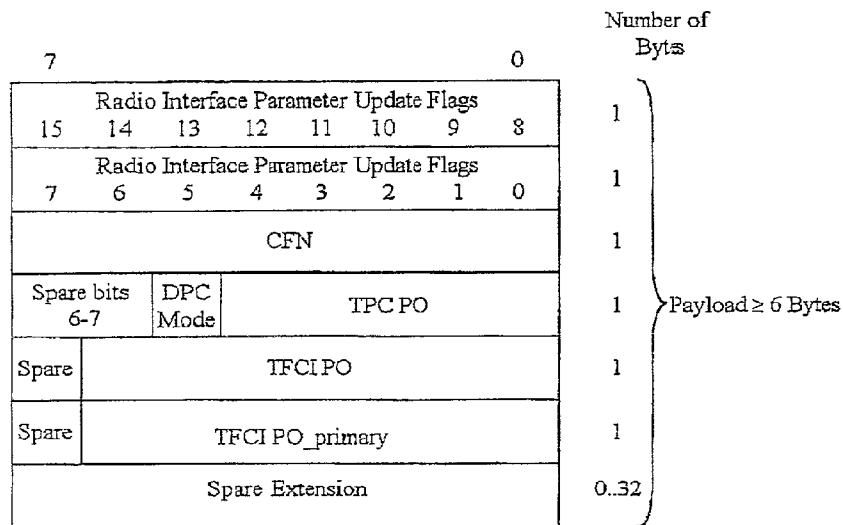 Number of
Bytes
7 0
Radio Interface Parameter Update Flags
15 14 13 12 11 10 9 8
1
Radio Interface Parameter Update Flags
7 6 5 4 3 2 1 0
1
CFN
1
Spare bits
6-7
DPC
Mode
TPC PO
1
Payload ≥ 6 Bytes
Spare
TFCI PO
1
Spare
TFCI PO_primary
1
Spare Extension
0..32